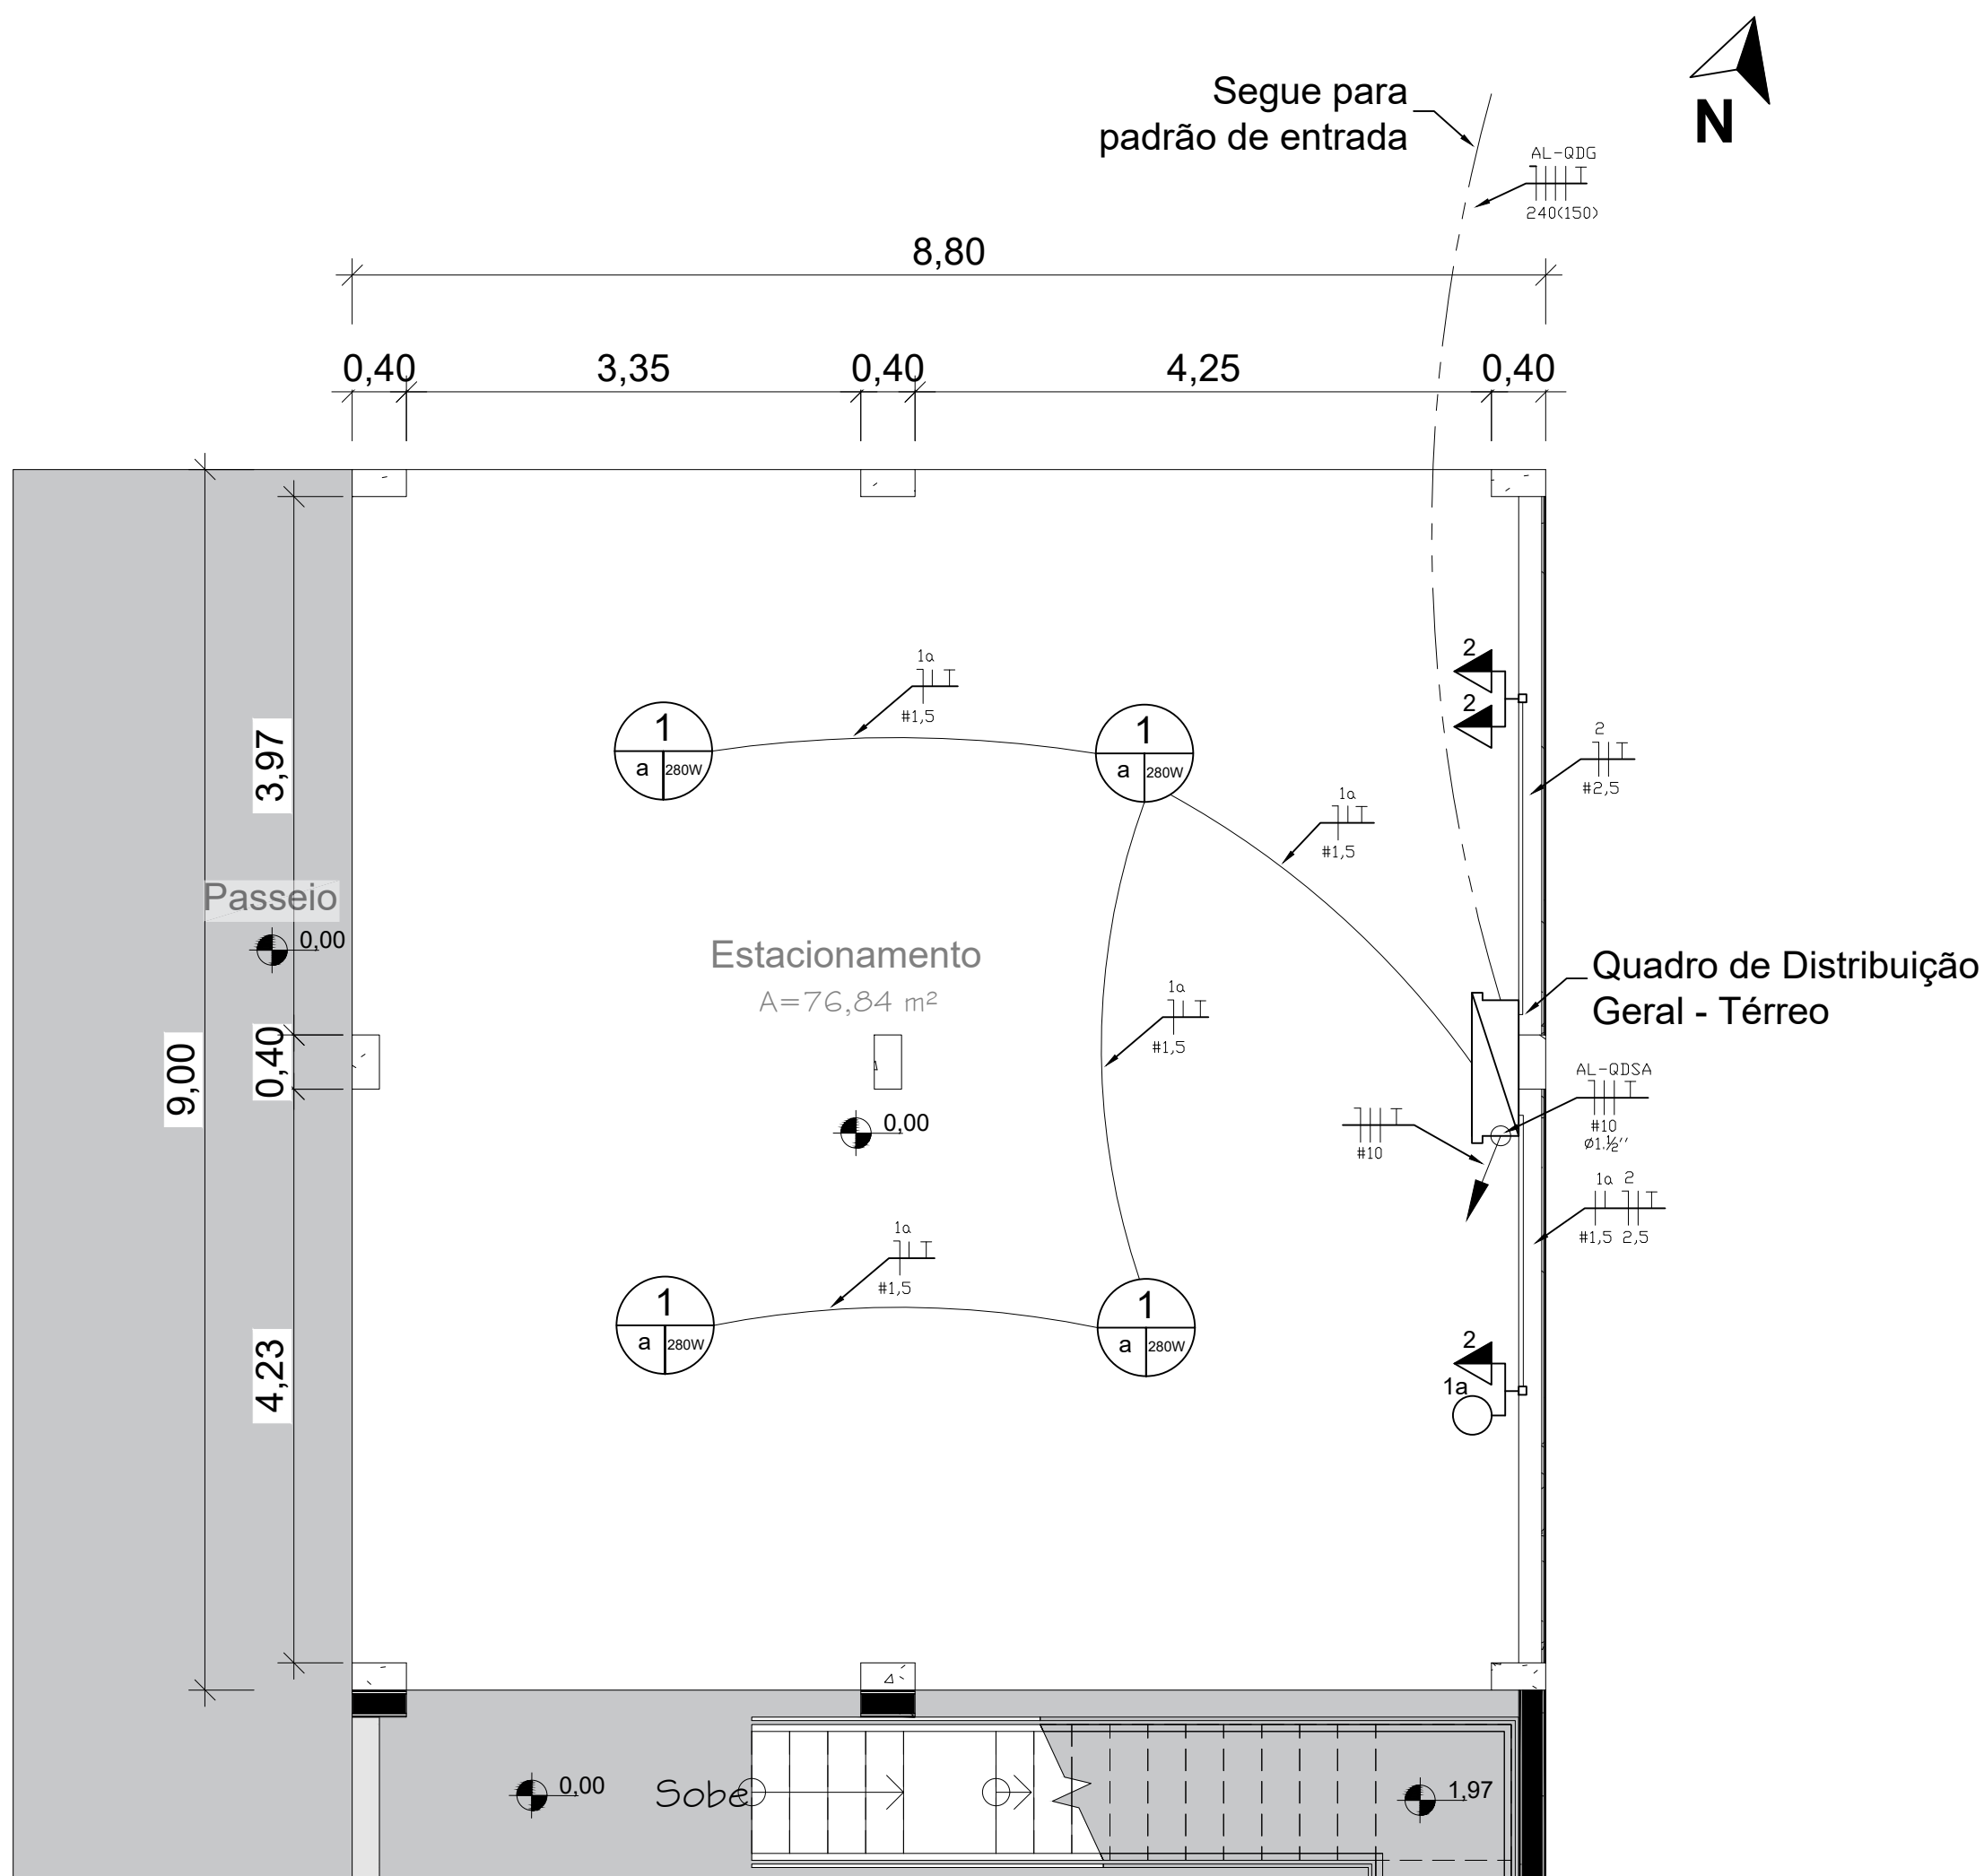 N
Segue para
padrão de entrada
AL-QDG
240(150)
8,80
0,40
3,35
0,40
4,25
0,40
1a
#1,5
2
2
2
#2,5
1
a
280W
1
a
280W
1a
#1,5
3,97
Passeio
0,00
Estacionamento
A=76,84 m²
1a
#1,5
Quadro de Distribuição
Geral - Térreo
9,00
0,40
0,00
AL-QDSA
#10
ø1.½''
#10
1a 2
#1,5 2,5
1a
#1,5
1
a
280W
1
a
280W
2
1a
4,23
0,00
Sobe
1,97